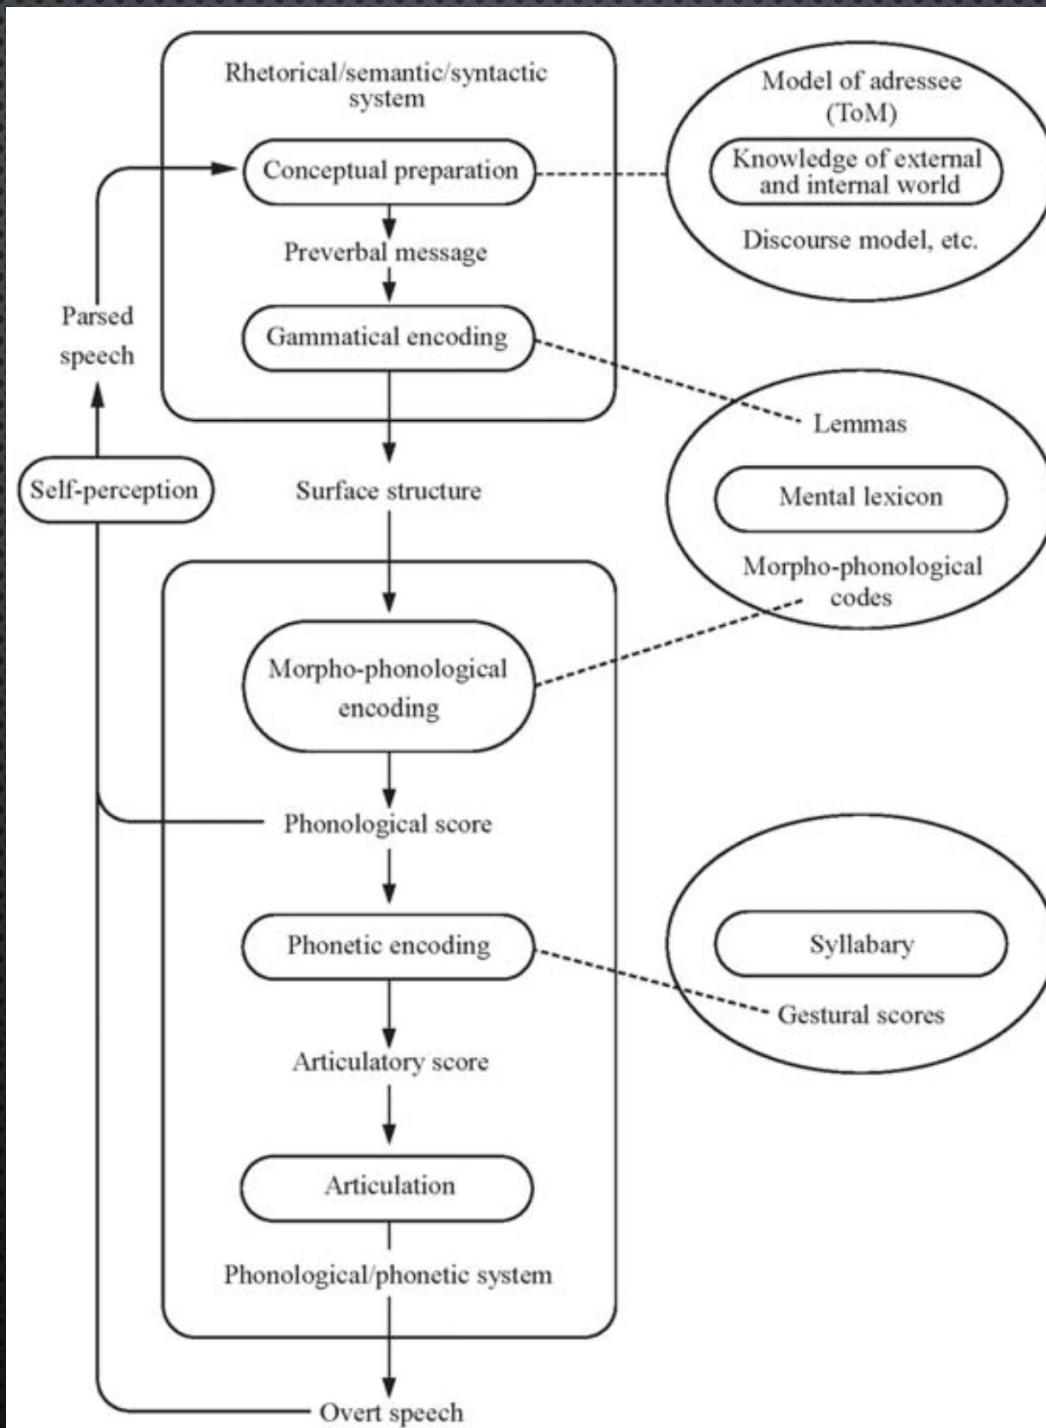 Rhetorical/semantic/syntactic
system
Conceptual preparation
Preverbal message
Gammatical encoding
Parsed
speech
Self-perception
Surface structure
Morpho-phonological
encoding
Phonological score
Phonetic encoding
Articulatory score
Articulation
Phonological/phonetic system
Overt speech
Model of adressee
(ToM)
Knowledge of external
and internal world
Discourse model, etc.
Lemmas
Mental lexicon
Morpho-phonological
codes
Syllabary
Gestural scores